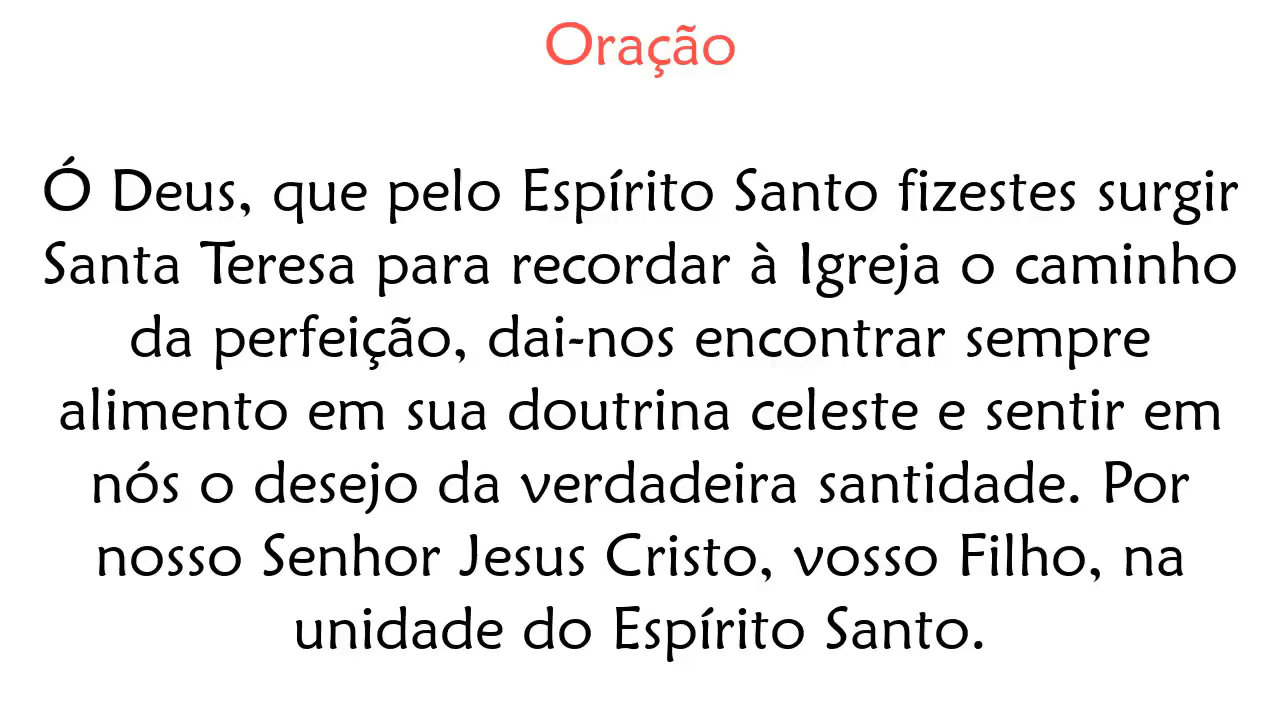 Oração
Ó Deus, que pelo Espírito Santo fizestes surgir
Santa Teresa para recordar à Igreja o caminho
da perfeição, dai-nos encontrar sempre
alimento em sua doutrina celeste e sentir em
nós o desejo da verdadeira santidade. Por
nosso Senhor Jesus Cristo, vosso Filho, na
unidade do Espírito Santo.